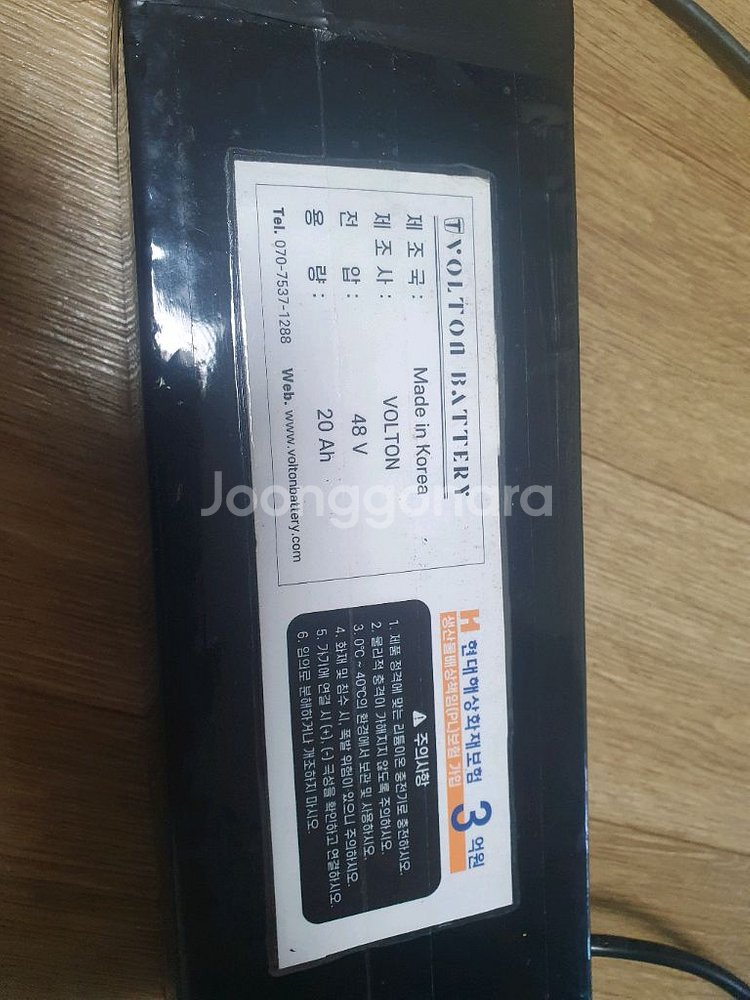 VOLTON BATTERY
제 조 국 : Made in Korea
제 조 사 : VOLTON
전 압 : 48 V
용 량 : 20 Ah
Tel. 070-7537-1288 Web. www.voltonbattery.com
현대해상화재보험
생산물배상책임(PL)보험 가입
3 억원
주의사항
1. 제품 정격에 맞는 리튬이온 충전기로 충전하시오.
2. 물리적 충격이 가해지지 않도록 주의하시오.
3. 0℃ ~ 40℃의 환경에서 보관 및 사용하시오.
4. 화재 및 침수 시, 폭발 위험이 있으니 주의하시오.
5. 기기에 연결 시 (+), (-) 극성을 확인하고 연결하시오.
6. 임의로 분해하거나 개조하지 마시오.
Joonggonara